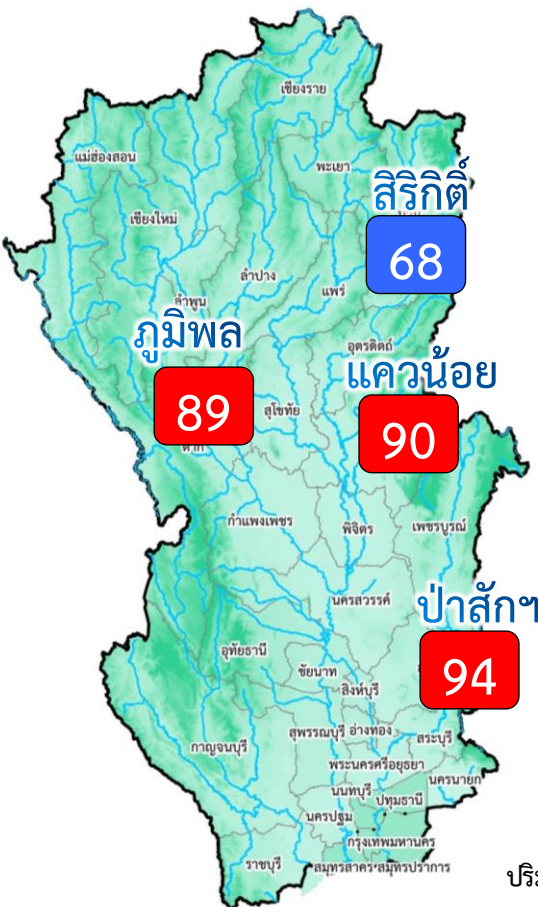 เชียงราย
แม่ฮ่องสอน
พะเยา
สิริกิติ์
68
เชียงใหม่
ลำปาง
แพร่
ลำพูน
ภูมิพล
89
อุตรดิตถ์
แควน้อย
90
สุโขทัย
ตาก
กำแพงเพชร
พิจิตร
เพชรบูรณ์
นครสวรรค์
ป่าสักฯ
94
อุทัยธานี
ชัยนาท
สิงห์บุรี
สุพรรณบุรี
อ่างทอง
สระบุรี
กาญจนบุรี
พระนครศรีอยุธยา
นครนายก
นนทบุรี
ปทุมธานี
นครปฐม
กรุงเทพมหานคร
ราชบุรี
สมุทรสาคร
สมุทรปราการ